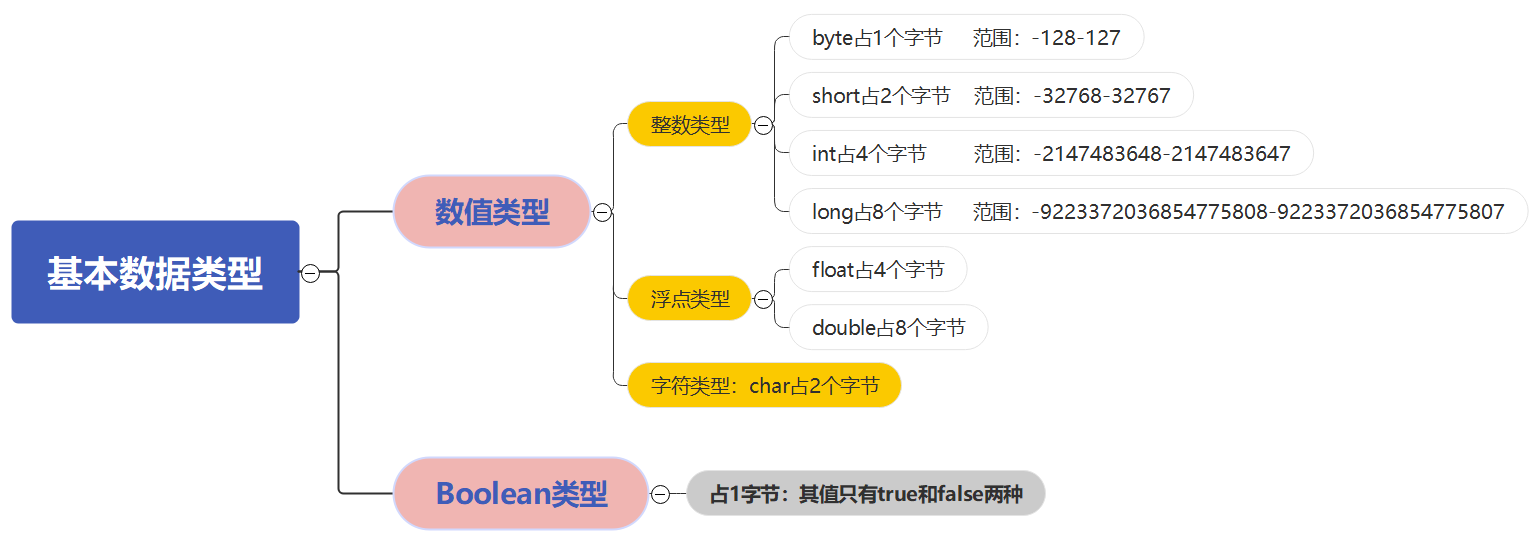 基本数据类型
数值类型
整数类型
byte占1个字节 范围：-128-127
short占2个字节 范围：-32768-32767
int占4个字节 范围：-2147483648-2147483647
long占8个字节 范围：-9223372036854775808-9223372036854775807
浮点类型
float占4个字节
double占8个字节
字符类型：char占2个字节
Boolean类型
占1字节：其值只有true和false两种